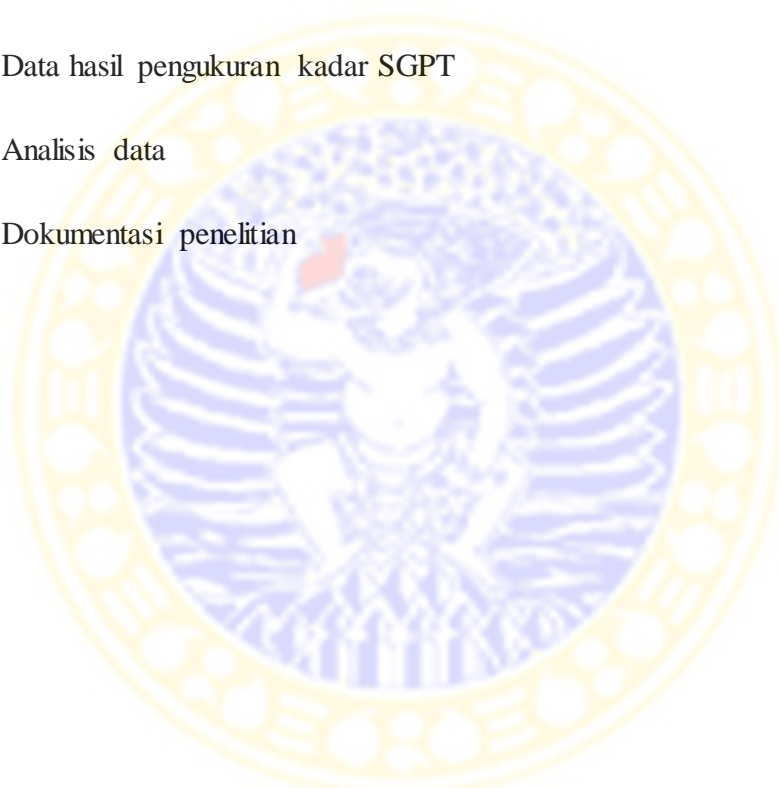 Data hasil pengukuran kadar SGPT
Analisis data
Dokumentasi penelitian